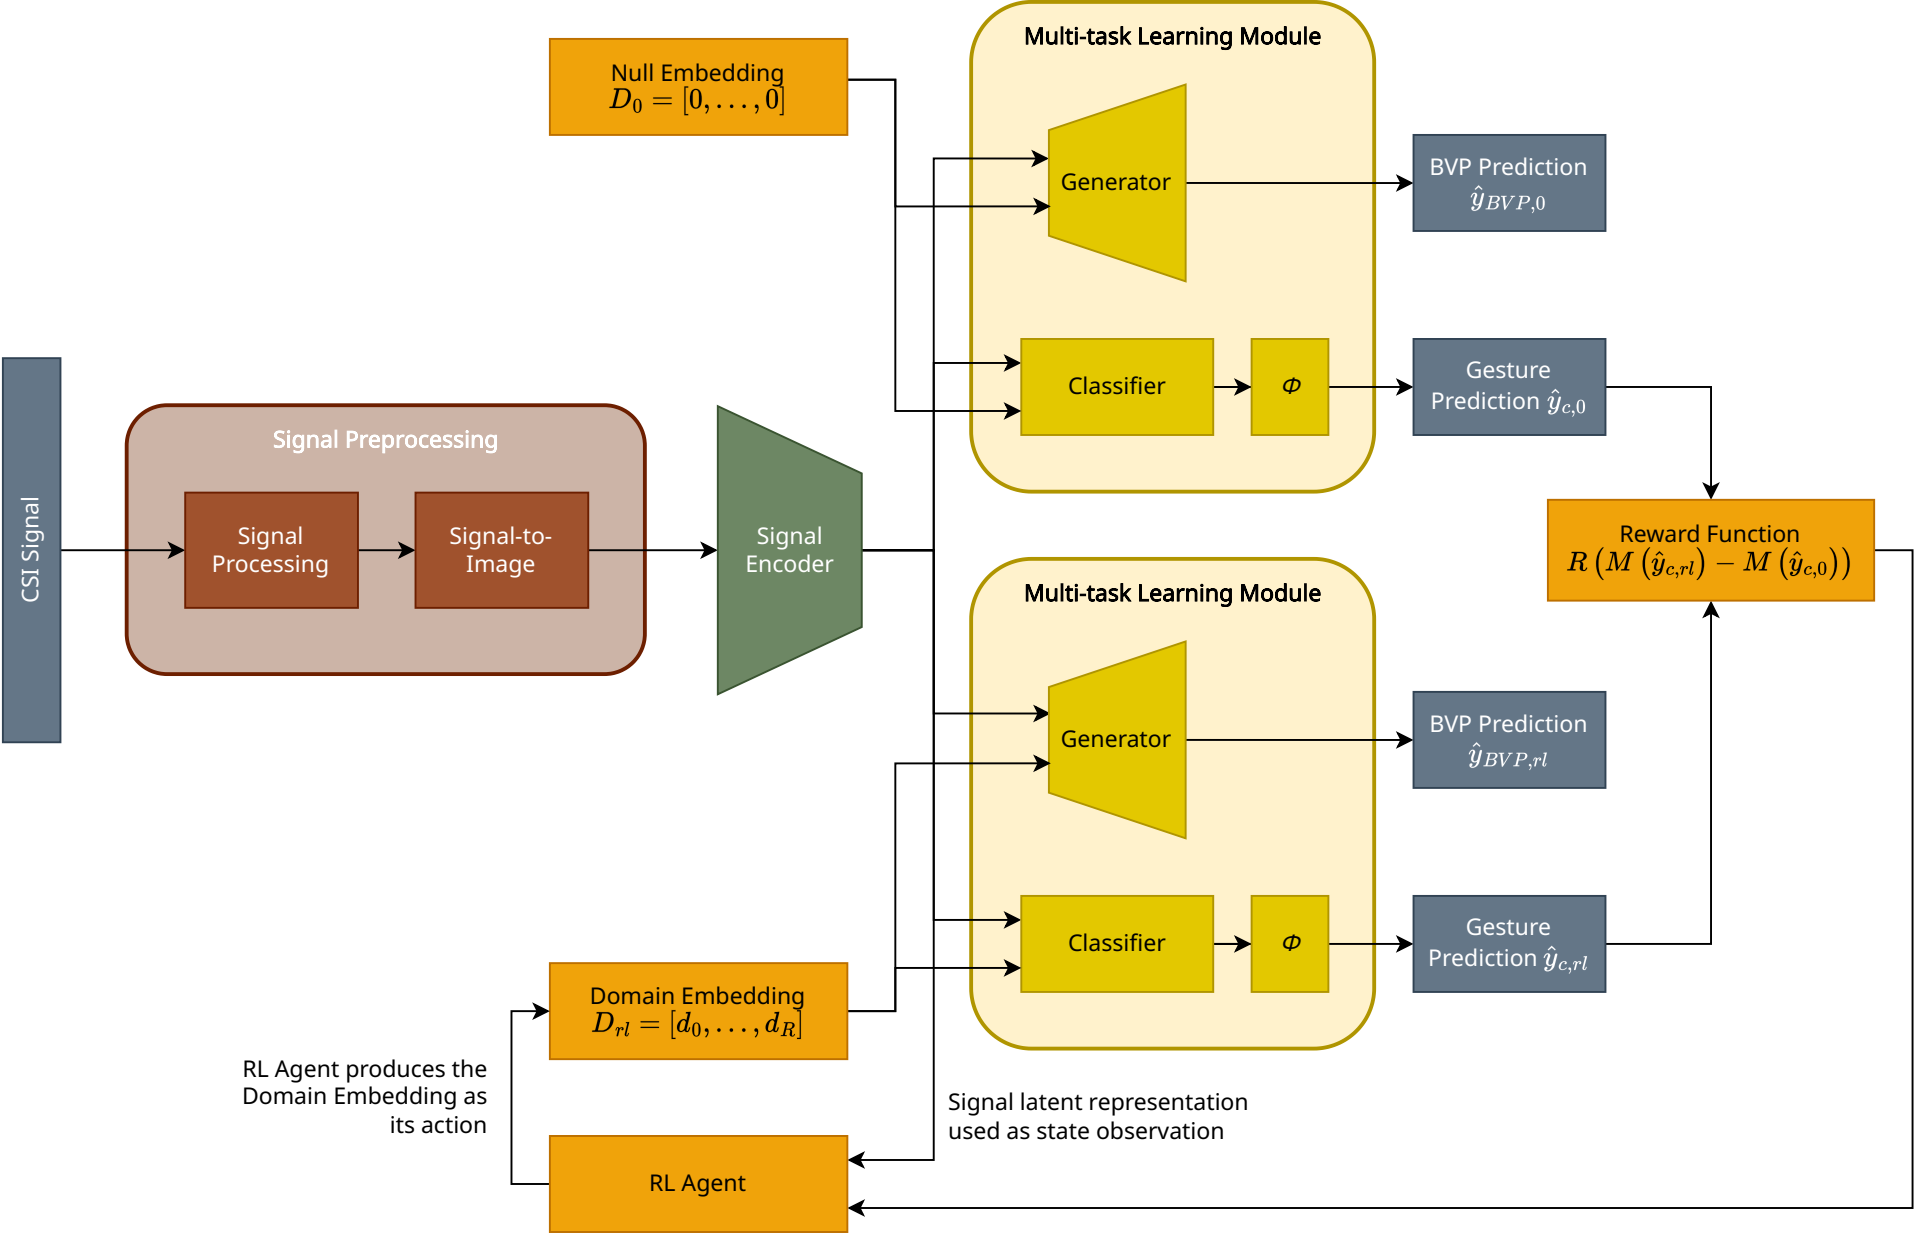 Multi-task Learning Module
Null Embedding
D₀ = [0, . . . , 0]
Generator
BVP Prediction
ŷ_{BVP,0}
Classifier
Φ
Gesture
Prediction ŷ_{c,0}
CSI Signal
Signal Preprocessing
Signal
Processing
Signal-to-
Image
Signal
Encoder
Reward Function
R (M (ŷ_{c,rl}) − M (ŷ_{c,0}))
Multi-task Learning Module
Generator
BVP Prediction
ŷ_{BVP,rl}
Classifier
Φ
Gesture
Prediction ŷ_{c,rl}
Domain Embedding
D_{rl} = [d₀, . . . , d_R]
RL Agent produces the
Domain Embedding as
its action
Signal latent representation
used as state observation
RL Agent